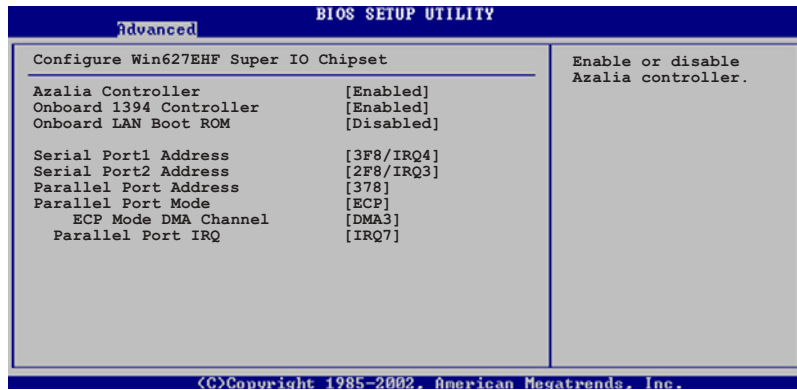 BIOS SETUP UTILITY
Advanced
Configure Win627EHF Super IO Chipset
Azalia Controller [Enabled]
Onboard 1394 Controller [Enabled]
Onboard LAN Boot ROM [Disabled]
Serial Port1 Address [3F8/IRQ4]
Serial Port2 Address [2F8/IRQ3]
Parallel Port Address [378]
Parallel Port Mode [ECP]
ECP Mode DMA Channel [DMA3]
Parallel Port IRQ [IRQ7]
Enable or disable
Azalia controller.
(C)Copyright 1985-2002, American Megatrends, Inc.